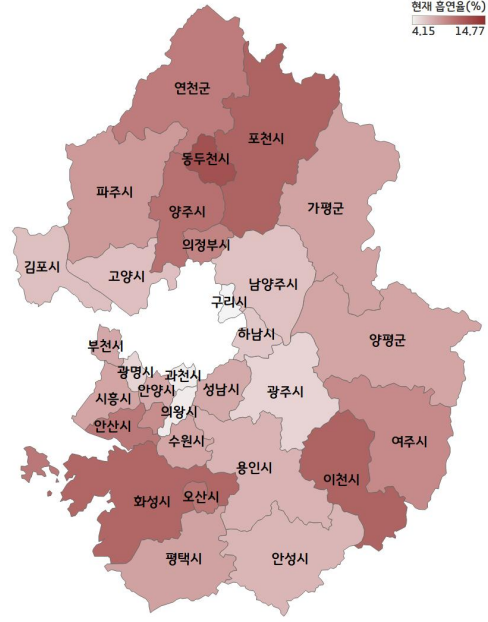 현재 흡연율(%)
4.15 14.77
연천군
포천시
동두천시
파주시
양주시
가평군
의정부시
김포시
고양시
남양주시
구리시
하남시
양평군
부천시
광명시
과천시
안양시
성남시
광주시
시흥시
의왕시
안산시
수원시
여주시
용인시
이천시
화성시
오산시
평택시
안성시